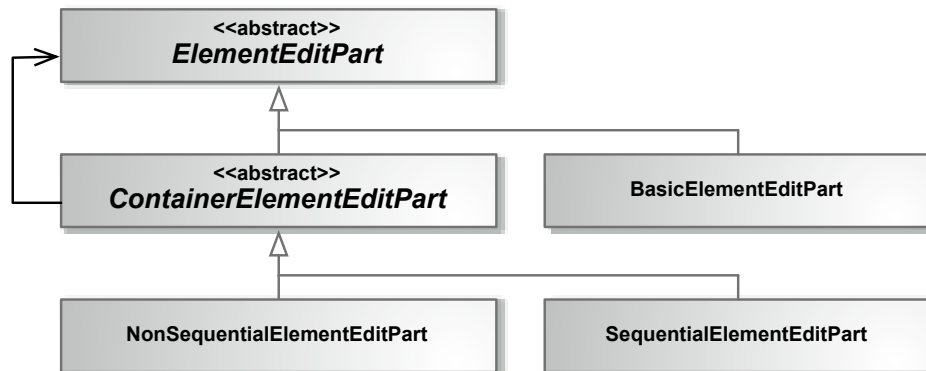 <<abstract>>
ElementEditPart
<<abstract>>
ContainerElementEditPart
BasicElementEditPart
NonSequentialElementEditPart
SequentialElementEditPart